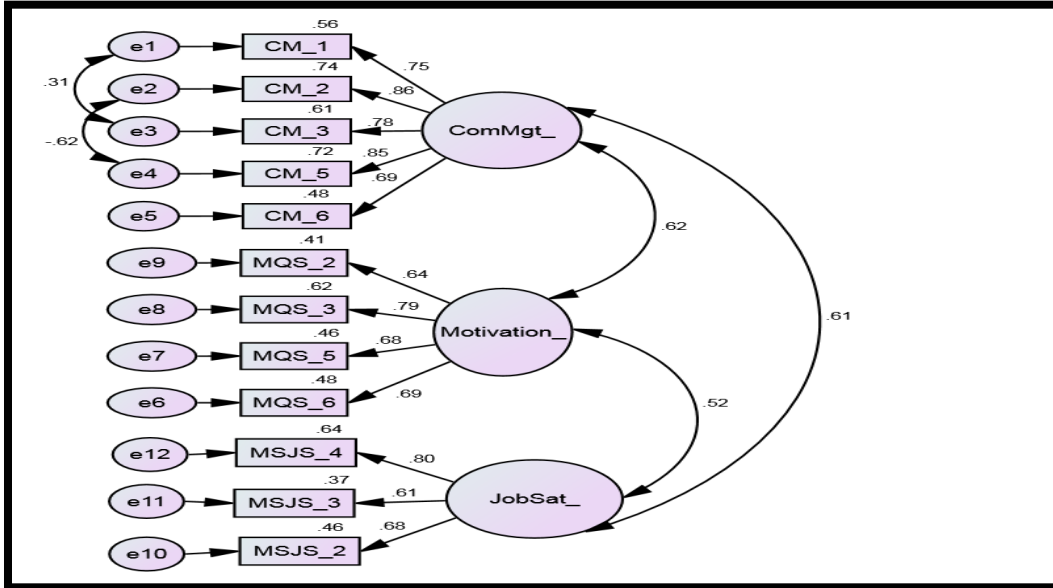 .56
e1 CM_1
.75
.74
.31 e2 CM_2 .86
.61
e3 CM_3 .78 ComMgt_
-.62
.72
e4 CM_5 .85
.69
.48
e5 CM_6
.62
.41
e9 MQS_2 .64
.62
e8 MQS_3 .79
.61
.46 Motivation_
e7 MQS_5 .68
.48
e6 MQS_6 .69
.52
.64
e12 MSJS_4 .80
.37
e11 MSJS_3 .61 JobSat_
.46
.68
e10 MSJS_2